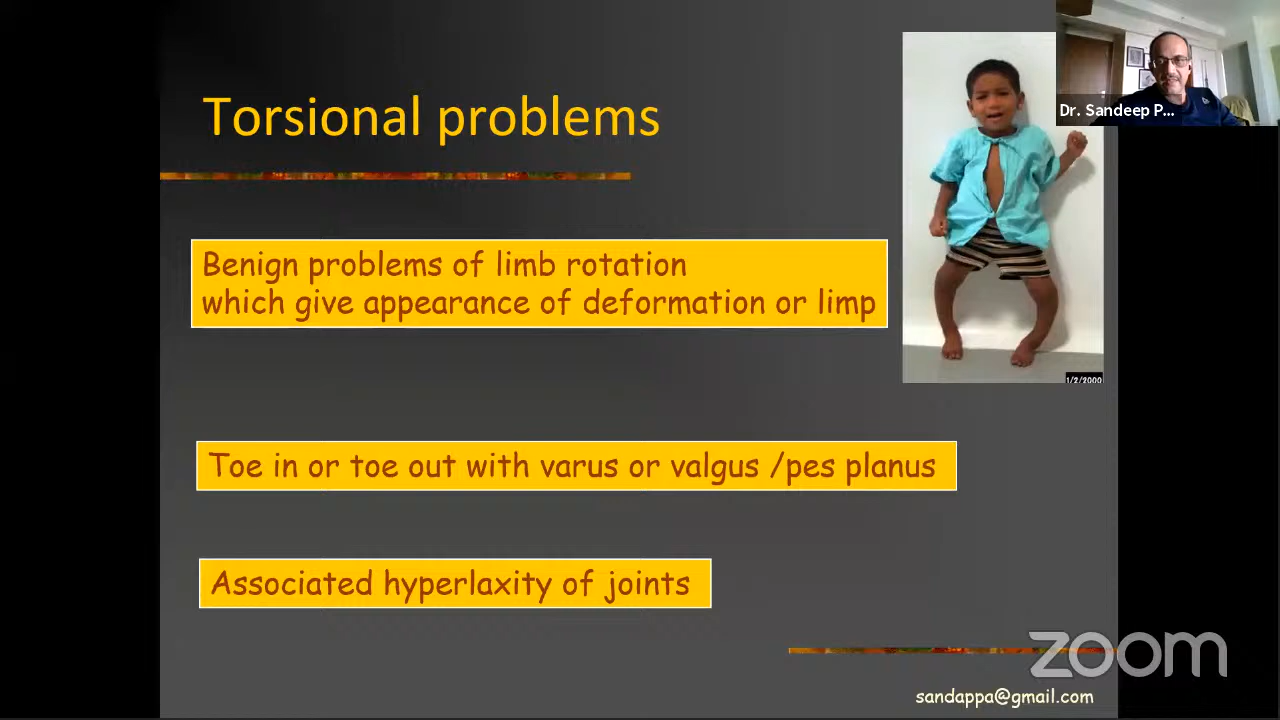 Torsional problems
Dr. Sandeep P...
Benign problems of limb rotation
which give appearance of deformation or limp
1/2/2000
Toe in or toe out with varus or valgus /pes planus
Associated hyperlaxity of joints
zoom
sandappa@gmail.com